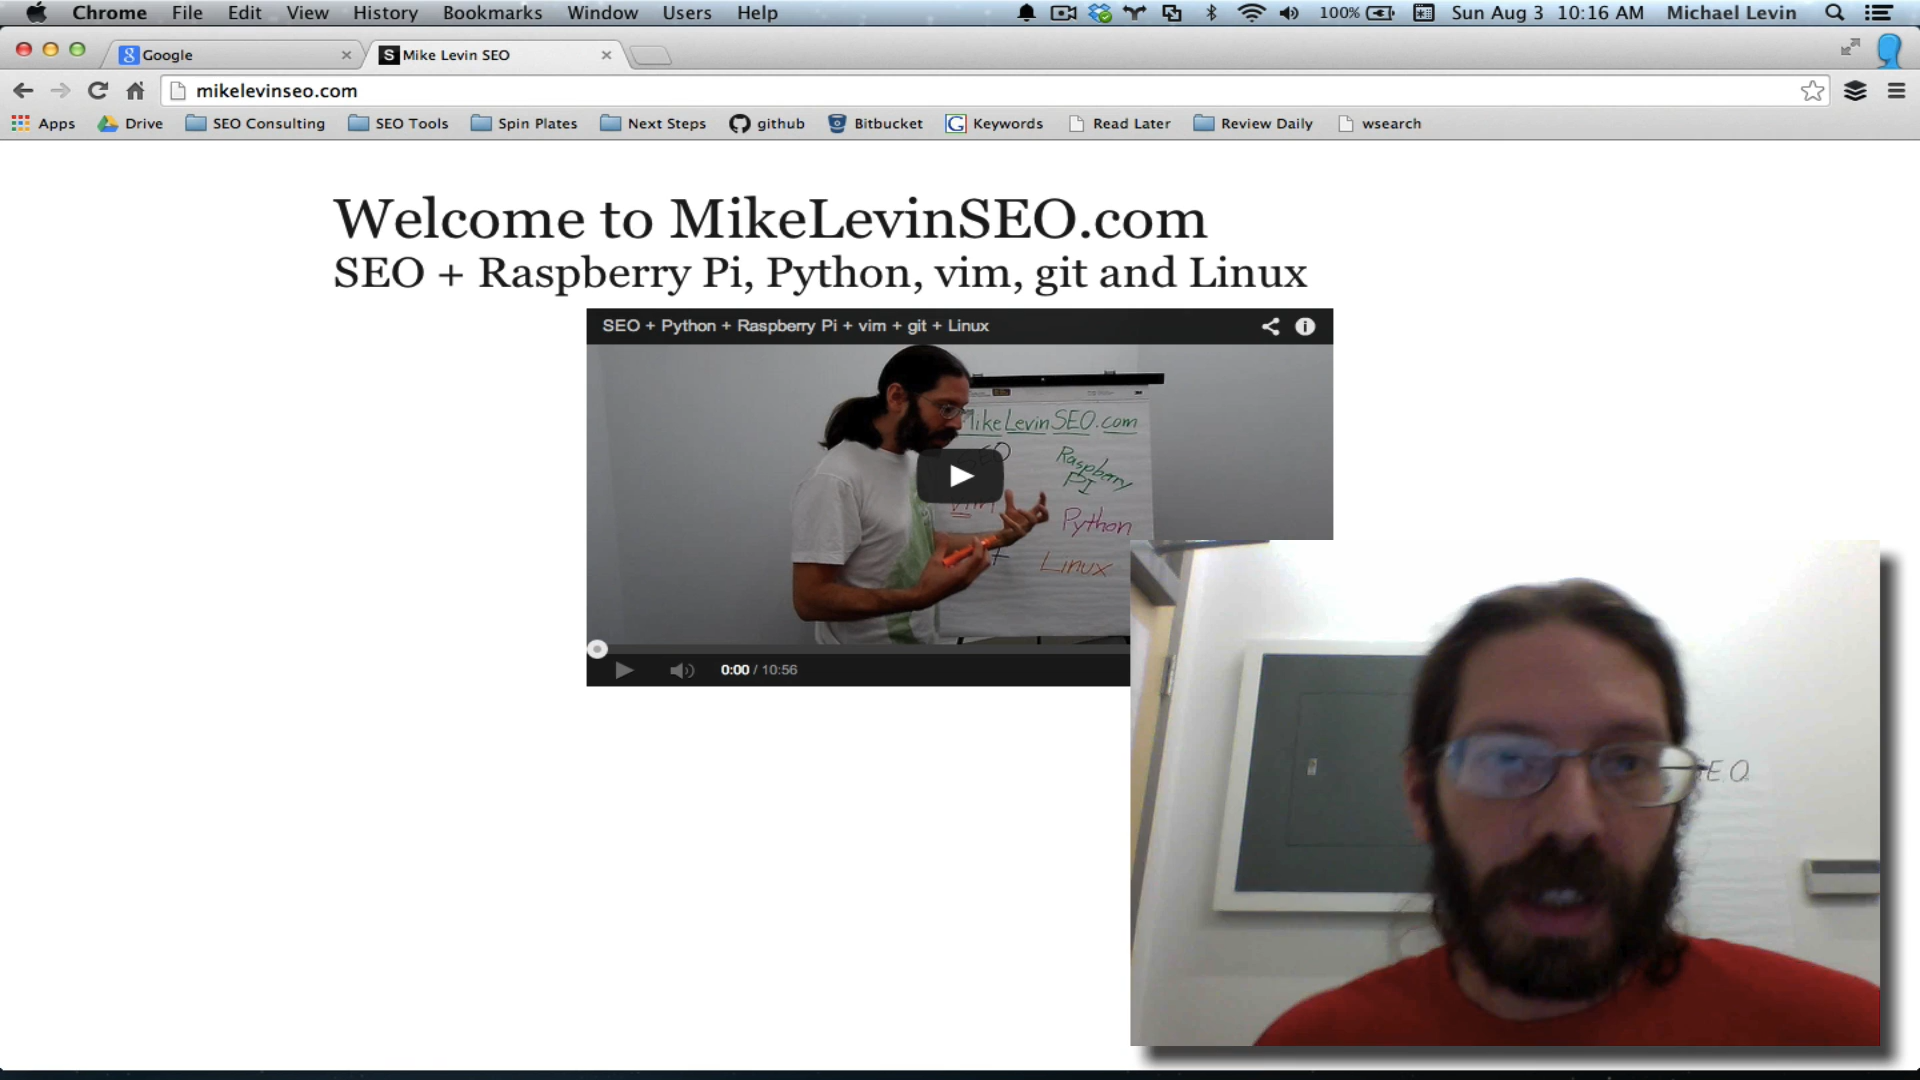 Chrome File Edit View History Bookmarks Window Users Help 100% Sun Aug 3 10:16 AM Michael Levin
Google Mike Levin SEO
mikelevinseo.com
Apps Drive SEO Consulting SEO Tools Spin Plates Next Steps github Bitbucket Keywords Read Later Review Daily wsearch
Welcome to MikeLevinSEO.com
SEO + Raspberry Pi, Python, vim, git and Linux
SEO + Python + Raspberry Pi + vim + git + Linux
MikeLevinSEO.com
SEO
Raspberry
PI
vim
Python
Linux
0:00 / 10:56
SEO